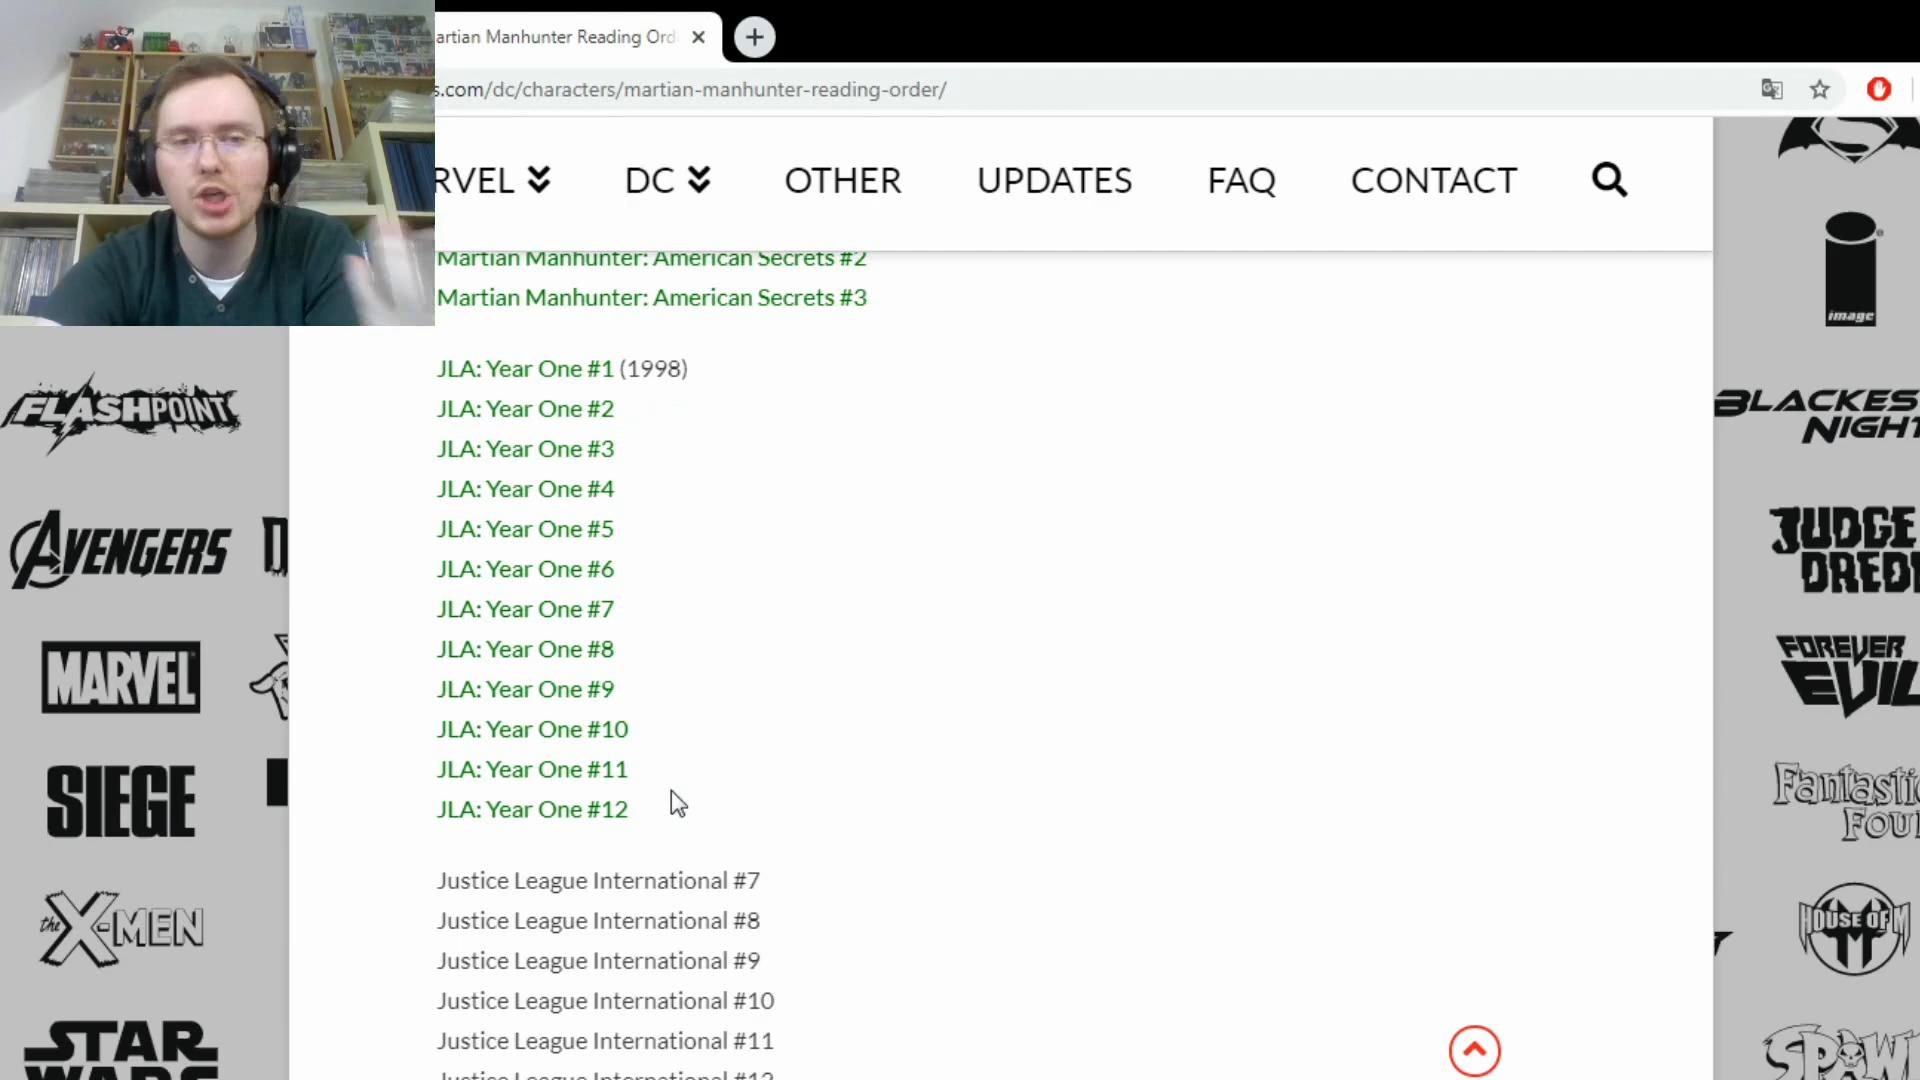 artian Manhunter Reading Ord
s.com/dc/characters/martian-manhunter-reading-order/
RVEL DC OTHER UPDATES FAQ CONTACT
Martian Manhunter: American Secrets #2
Martian Manhunter: American Secrets #3
JLA: Year One #1 (1998)
JLA: Year One #2
JLA: Year One #3
JLA: Year One #4
JLA: Year One #5
JLA: Year One #6
JLA: Year One #7
JLA: Year One #8
JLA: Year One #9
JLA: Year One #10
JLA: Year One #11
JLA: Year One #12
Justice League International #7
Justice League International #8
Justice League International #9
Justice League International #10
Justice League International #11
Justice League International #12
FLASHPOINT
AVENGERS
MARVEL
SIEGE
the X-MEN
STAR
WARS
image
BLACKES
NIGHT
JUDGE
DREDD
FOREVER
EVIL
Fantastic
Four
HOUSE OF M
SPAWN